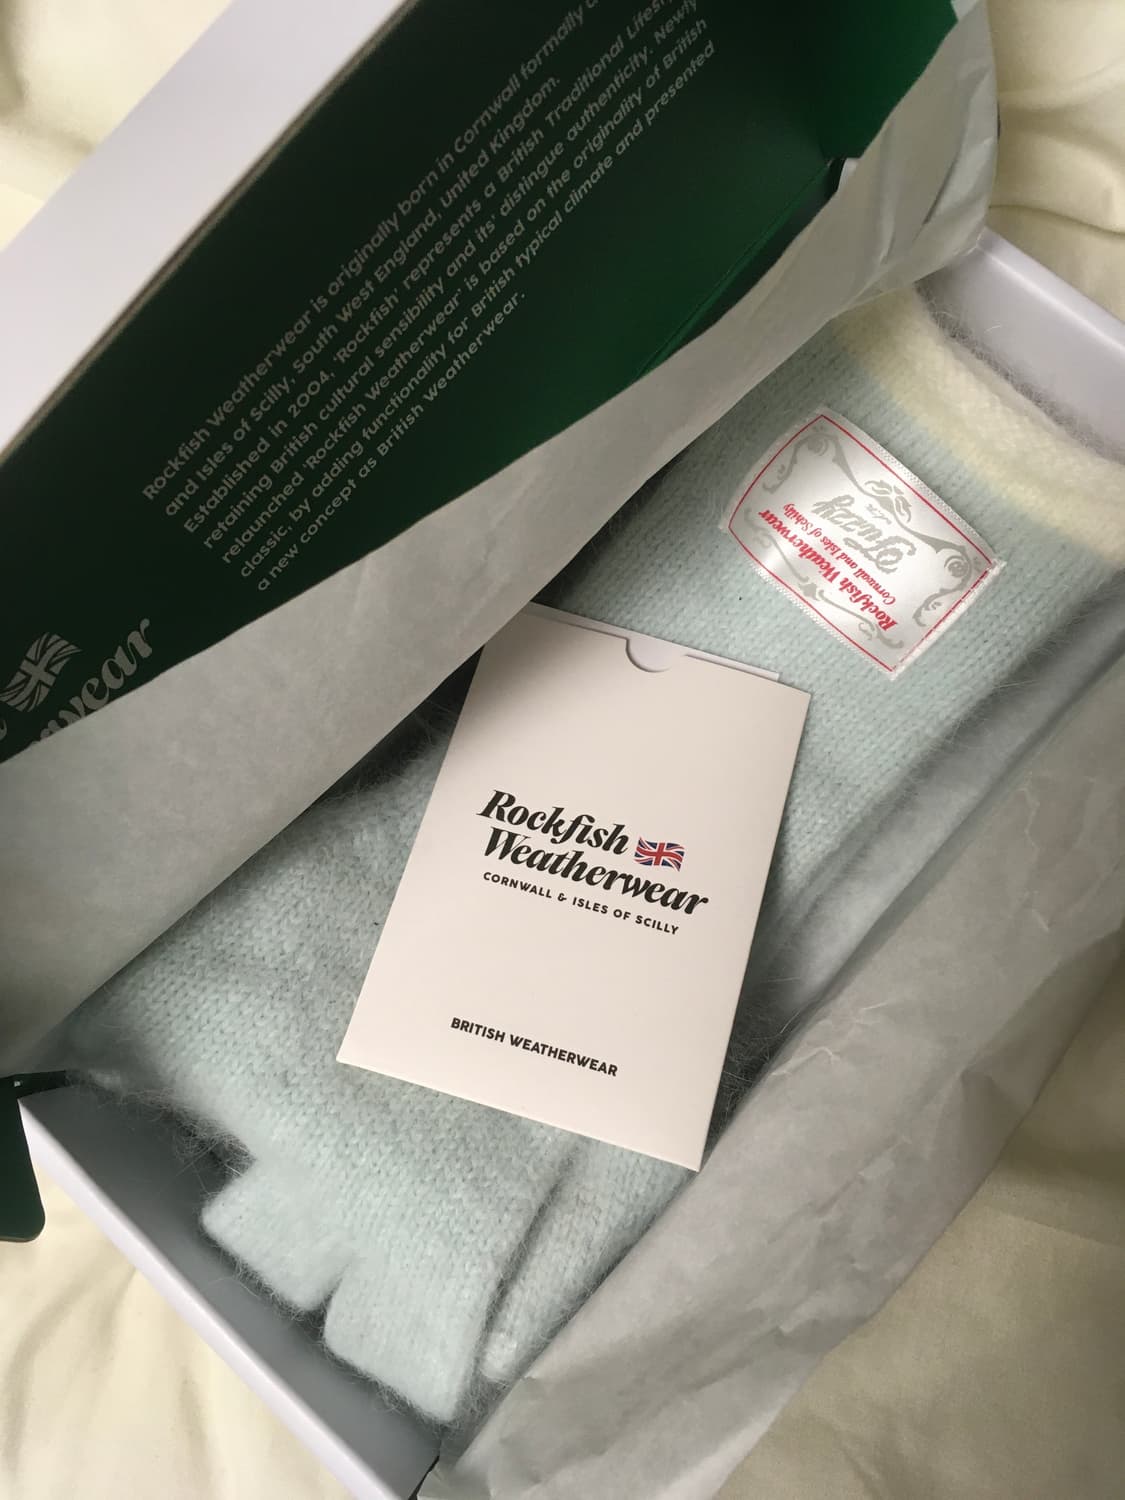 Rockfish Weatherwear is originally born in Cornwall formally
and Isles of Scilly, South West England, United Kingdom.
Established in 2004, 'Rockfish' represents a British Traditional
retaining British cultural sensibility and its' distingue authenticity. Newly
relaunched 'Rockfish Weatherwear' is based on the originality of British
classic, by adding functionality for British typical climate and presented
a new concept as British Weatherwear.
Rockfish Weatherwear
Cornwall and Isles of Schilly
Fuzzy
Rockfish
Weatherwear
CORNWALL & ISLES OF SCILLY
BRITISH WEATHERWEAR